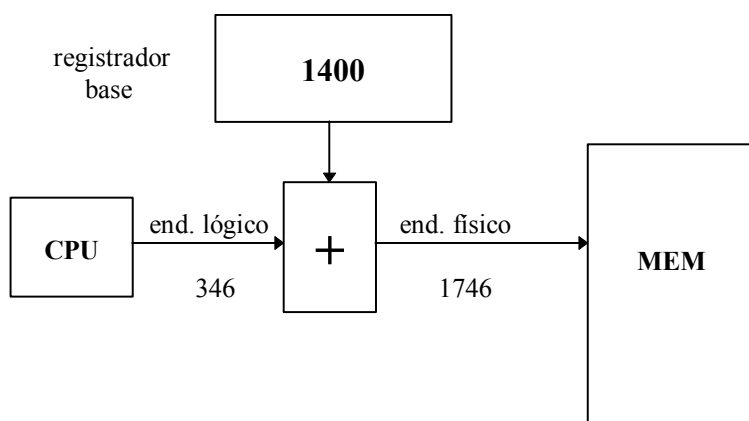 registrador
base
1400
CPU
end. lógico
346
+
end. físico
1746
MEM